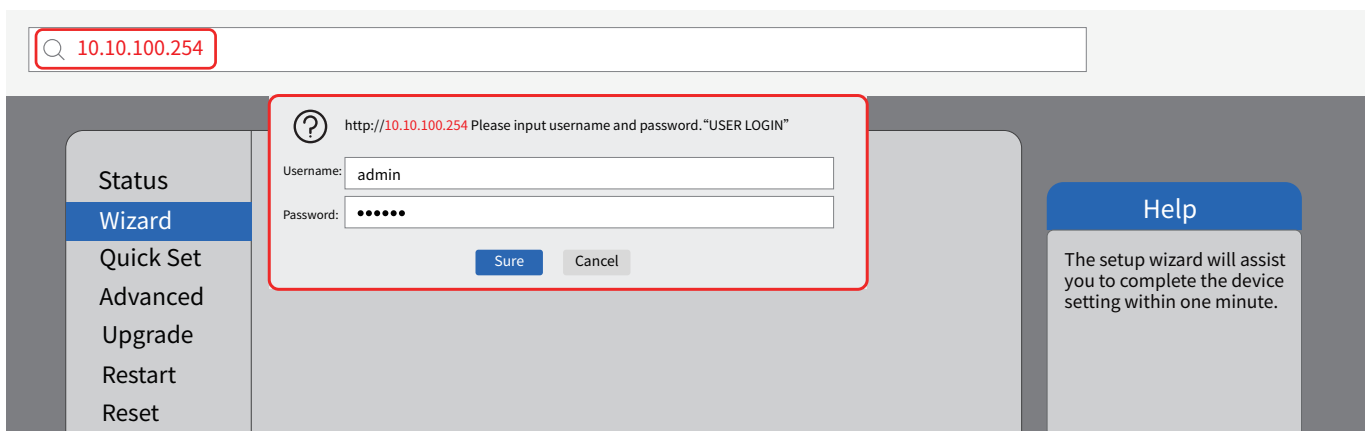 10.10.100.254
http://10.10.100.254 Please input username and password.“USER LOGIN”
Username: admin
Password: ••••••
Sure Cancel
Status
Wizard
Quick Set
Advanced
Upgrade
Restart
Reset
Help
The setup wizard will assist
you to complete the device
setting within one minute.